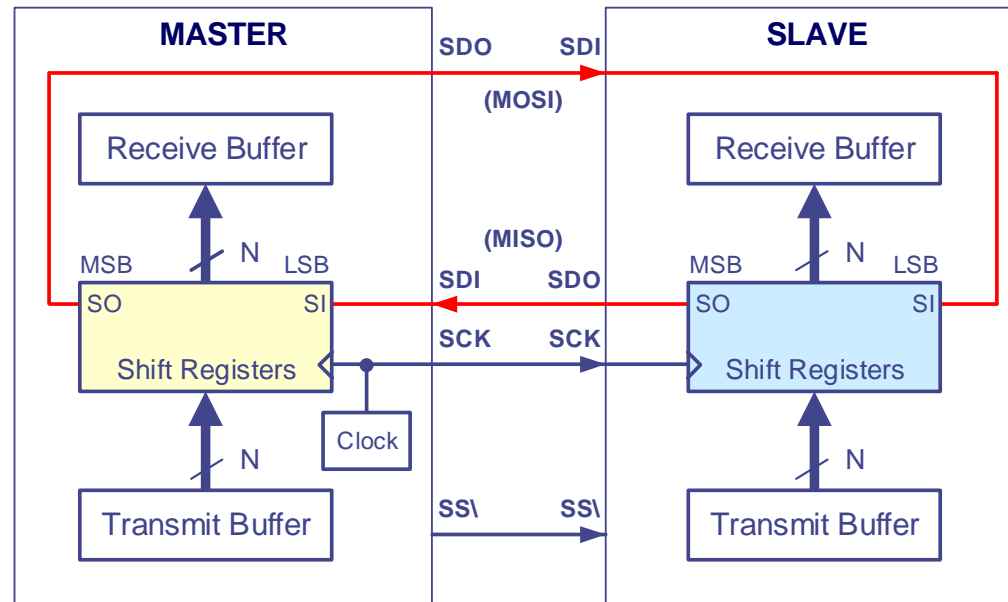 MASTER
SDO SDI
SLAVE
(MOSI)
Receive Buffer
Receive Buffer
N
(MISO)
N
MSB LSB
MSB LSB
SDI SDO
SO SI
SO SI
SCK SCK
Shift Registers
Shift Registers
Clock
N
N
SS\ SS\
Transmit Buffer
Transmit Buffer